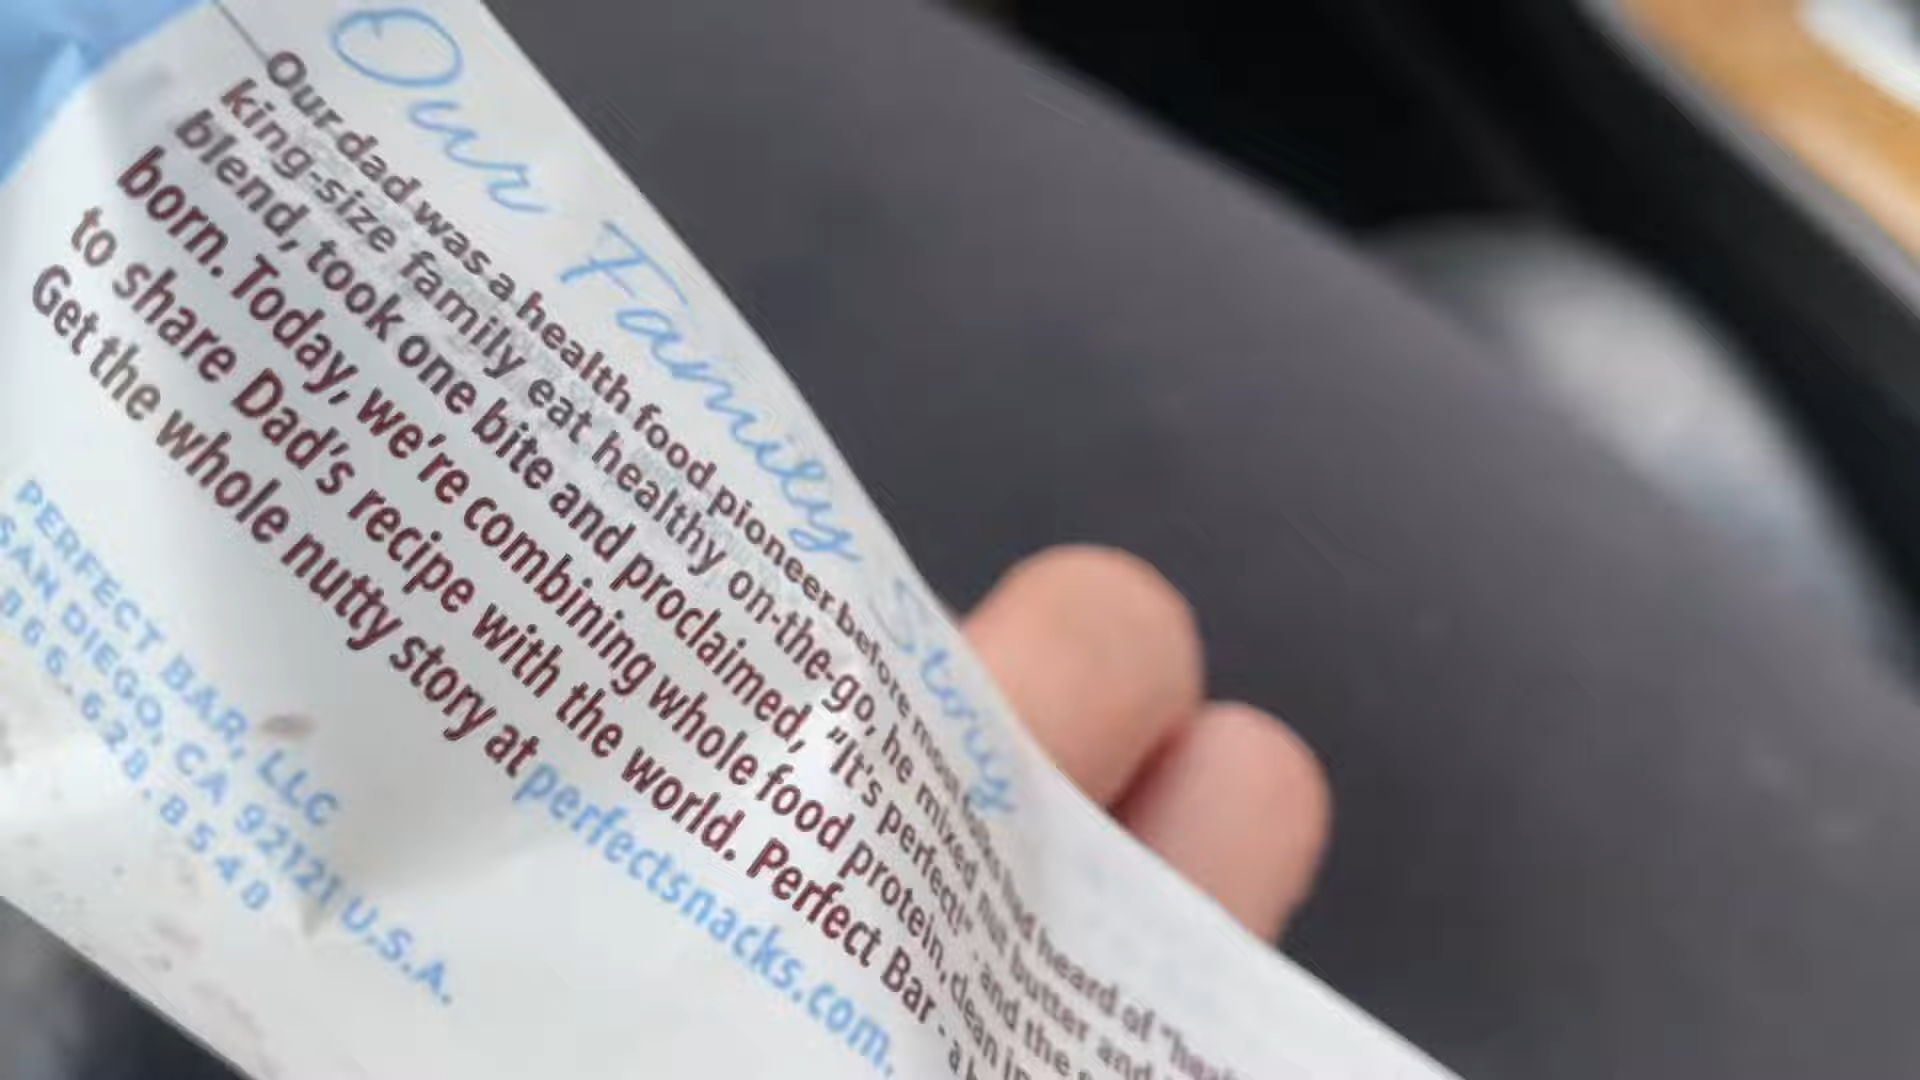 Our Family Story
Our dad was a health food pioneer before most folks had heard of "heal
king-size family eat healthy on-the-go, he mixed nut butter and
blend, took one bite and proclaimed, "It's perfect!" - and the
born. Today, we're combining whole food protein, clean in
to share Dad's recipe with the world. Perfect Bar - a
Get the whole nutty story at perfectsnacks.com.
PERFECT BAR, LLC
SAN DIEGO, CA 92121 U.S.A.
866.628.8548